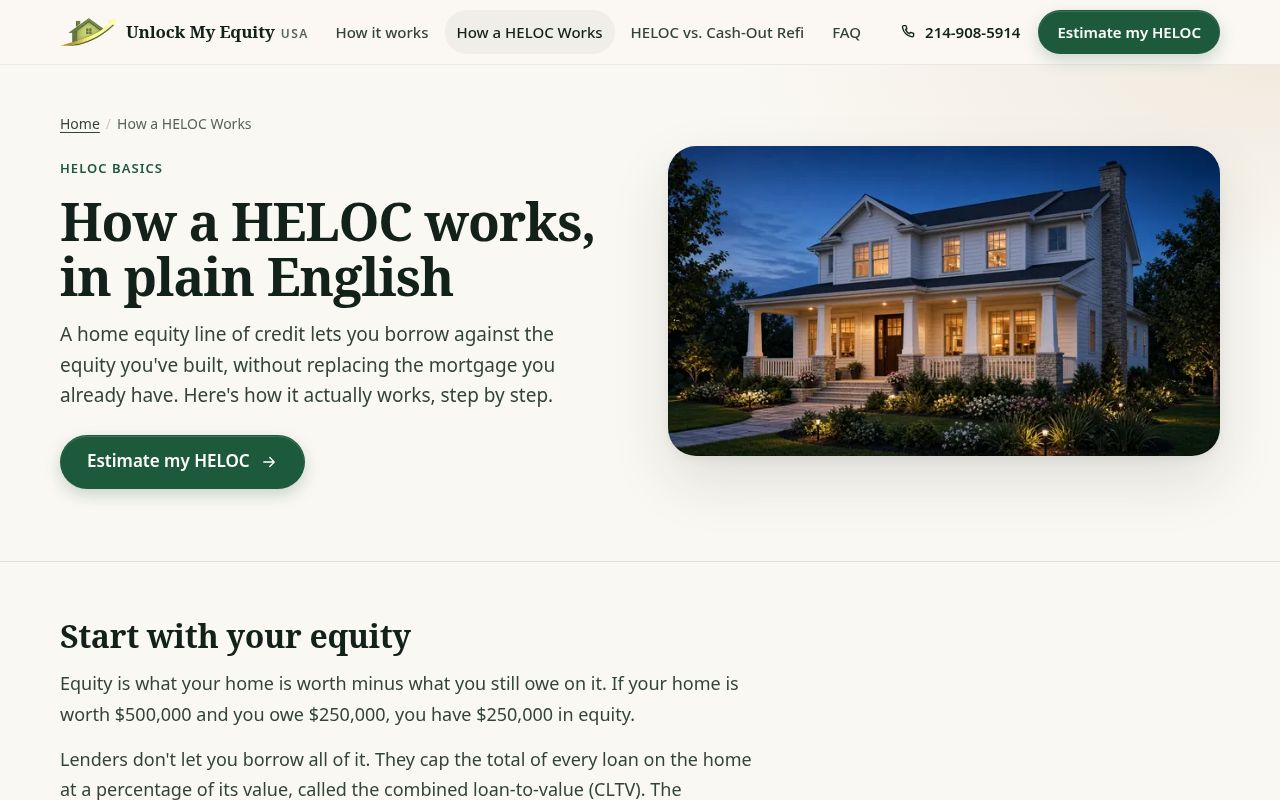 Unlock My Equity USA
How it works
How a HELOC Works
HELOC vs. Cash-Out Refi
FAQ
214-908-5914
Estimate my HELOC
Home / How a HELOC Works
HELOC BASICS
How a HELOC works,
in plain English
A home equity line of credit lets you borrow against the
equity you've built, without replacing the mortgage you
already have. Here's how it actually works, step by step.
Estimate my HELOC →
Start with your equity
Equity is what your home is worth minus what you still owe on it. If your home is
worth $500,000 and you owe $250,000, you have $250,000 in equity.
Lenders don't let you borrow all of it. They cap the total of every loan on the home
at a percentage of its value, called the combined loan-to-value (CLTV). The